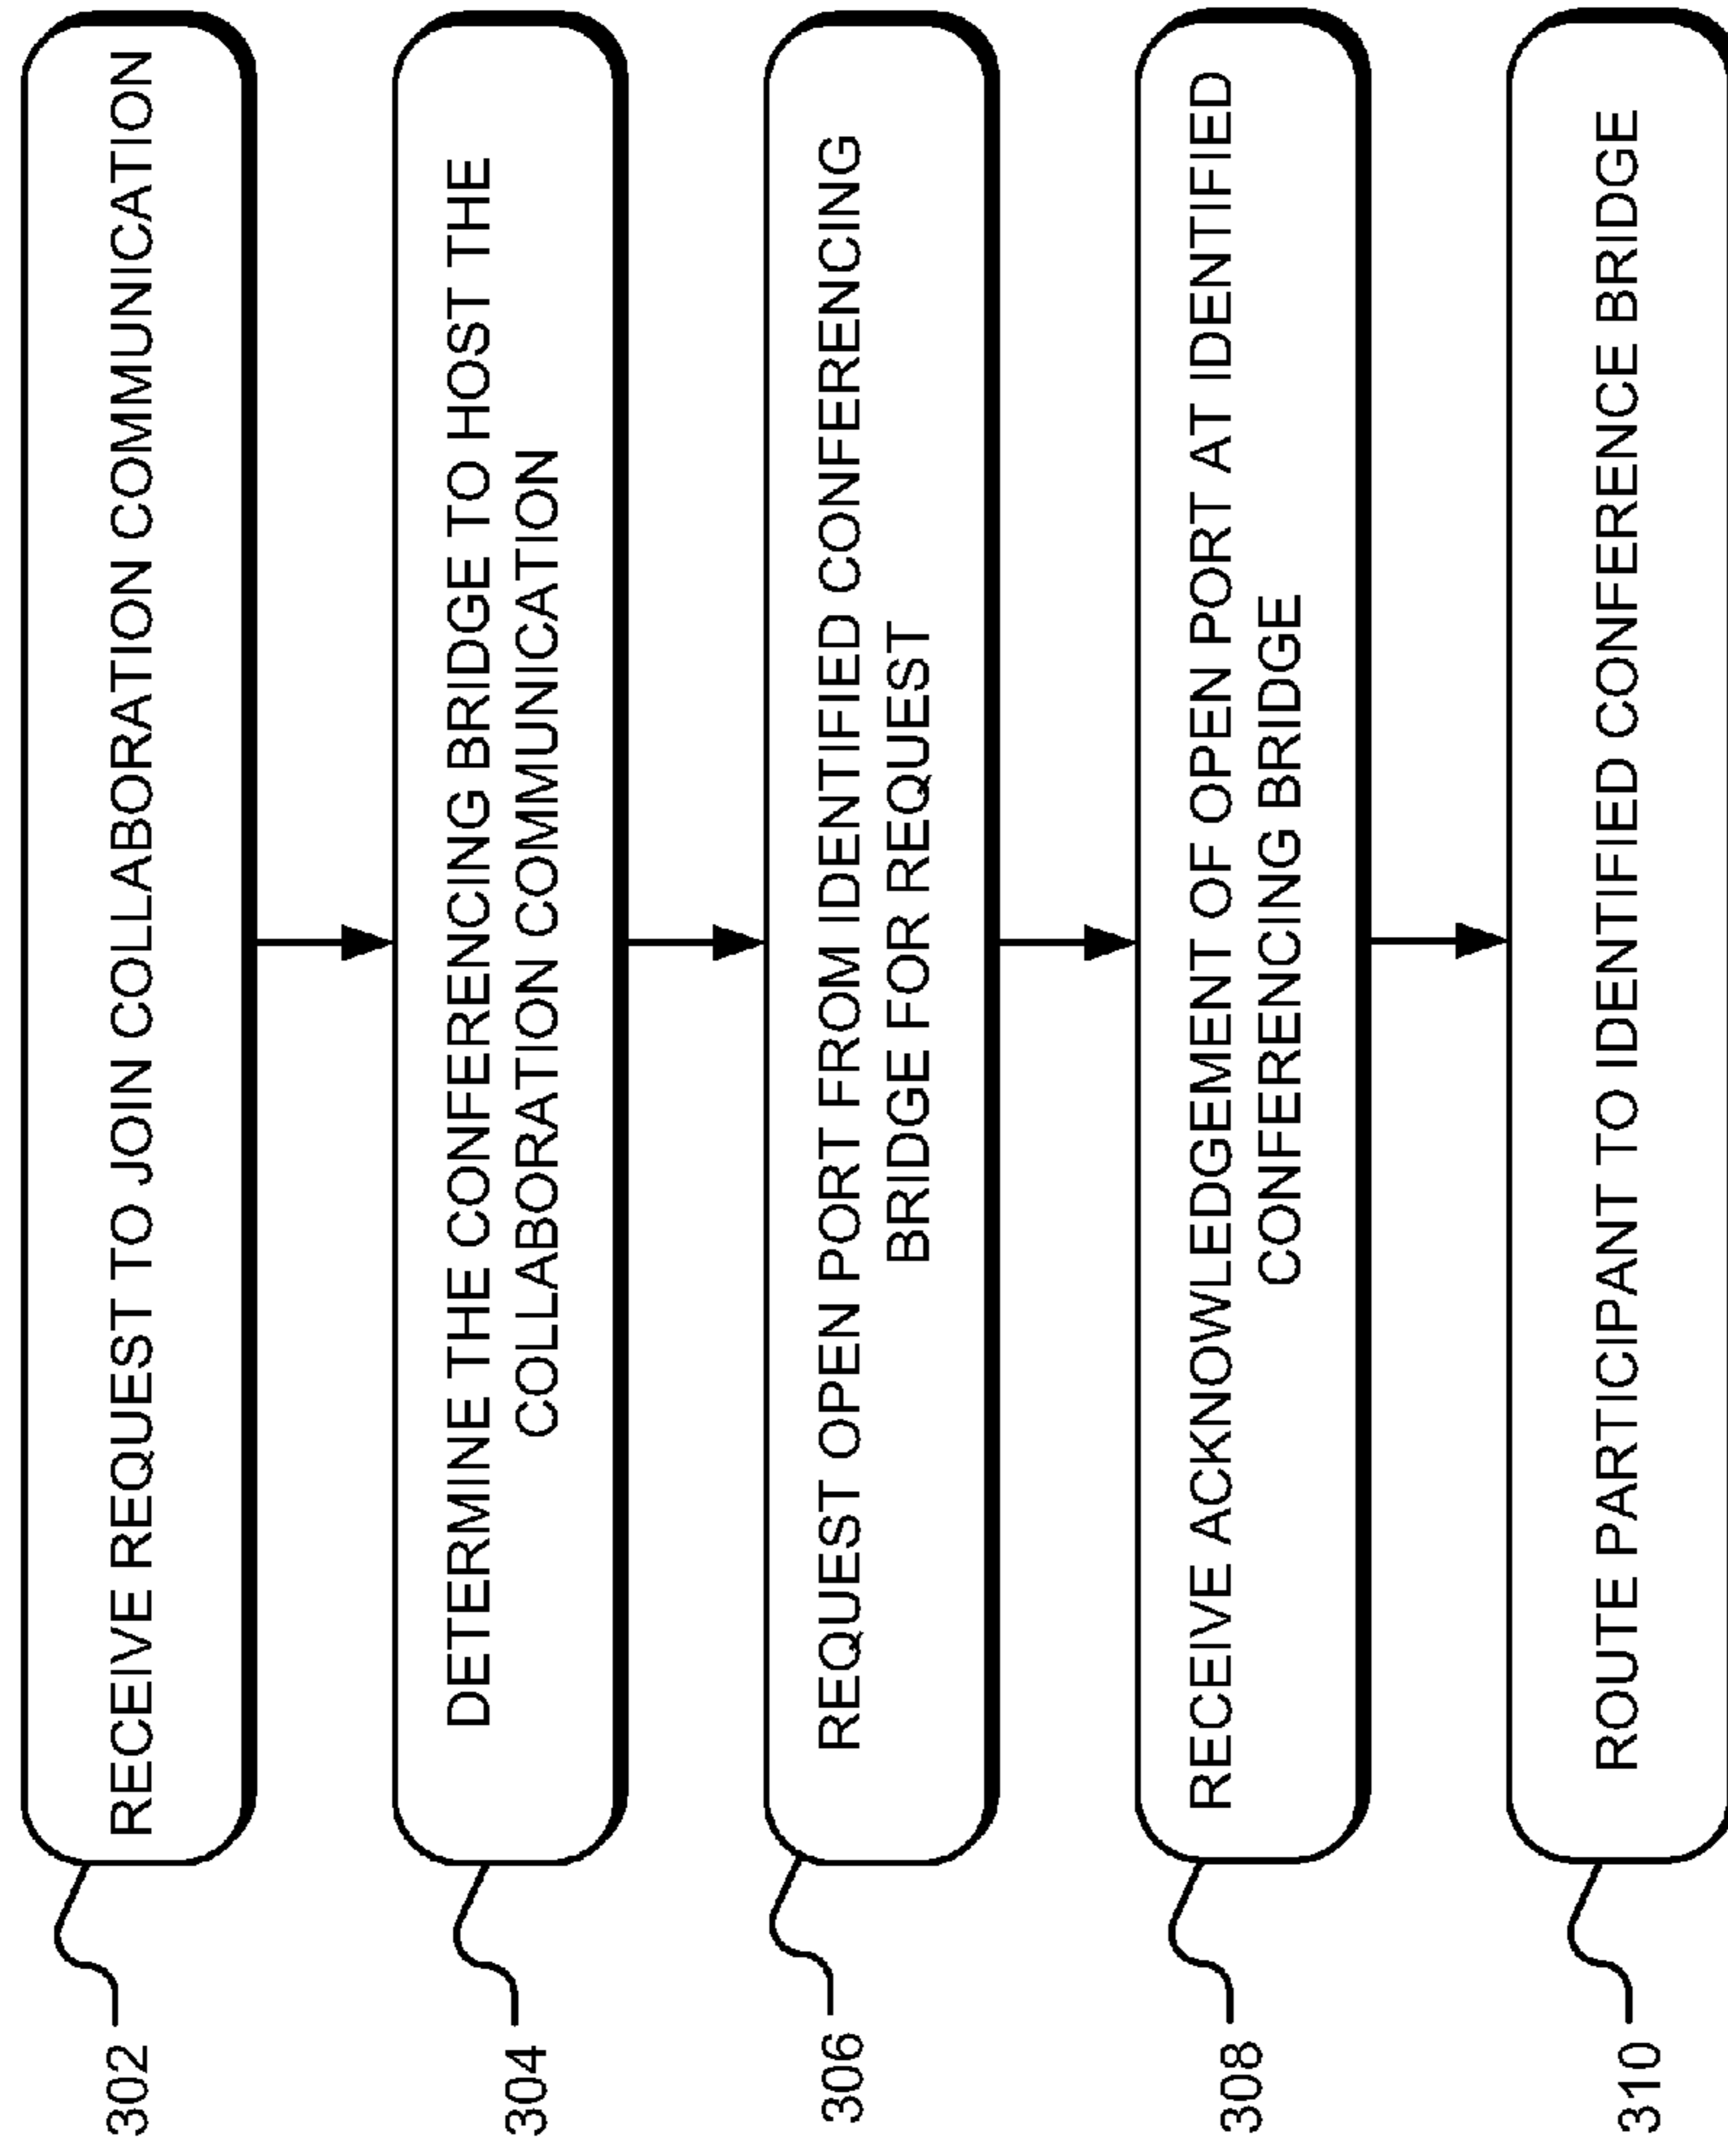 302
RECEIVE REQUEST TO JOIN COLLABORATION COMMUNICATION
304
DETERMINE THE CONFERENCING BRIDGE TO HOST THE
COLLABORATION COMMUNICATION
306
REQUEST OPEN PORT FROM IDENTIFIED CONFERENCING
BRIDGE FOR REQUEST
308
RECEIVE ACKNOWLEDGEMENT OF OPEN PORT AT IDENTIFIED
CONFERENCING BRIDGE
310
ROUTE PARTICIPANT TO IDENTIFIED CONFERENCE BRIDGE